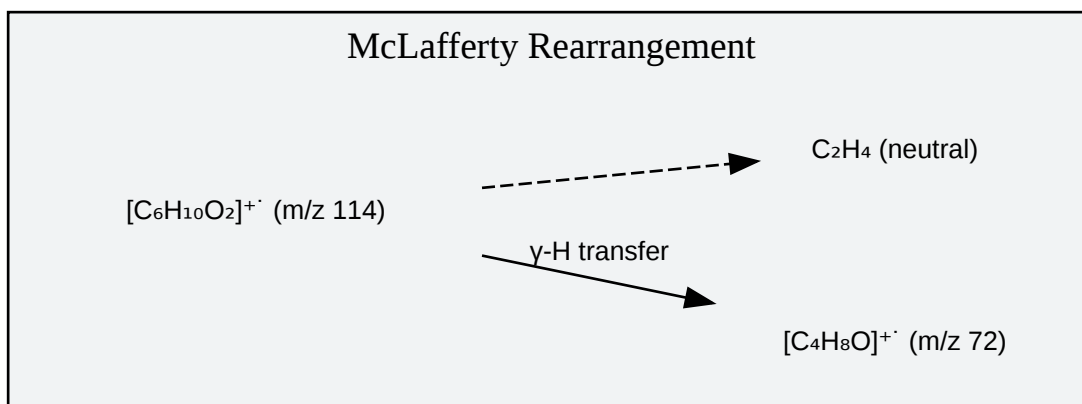 McLafferty Rearrangement
C₂H₄ (neutral)
[C₆H₁₀O₂]⁺˙ (m/z 114)
γ-H transfer
[C₄H₈O]⁺˙ (m/z 72)